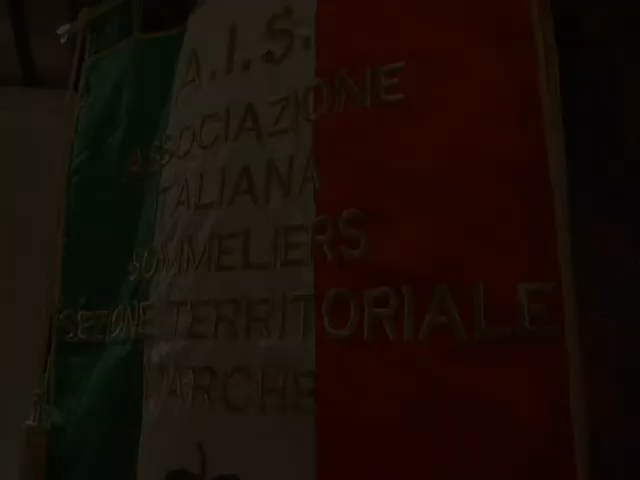 A.I.S.
ASSOCIAZIONE
ITALIANA
SOMMELIERS
SEZIONE TERRITORIALE
MARCHE